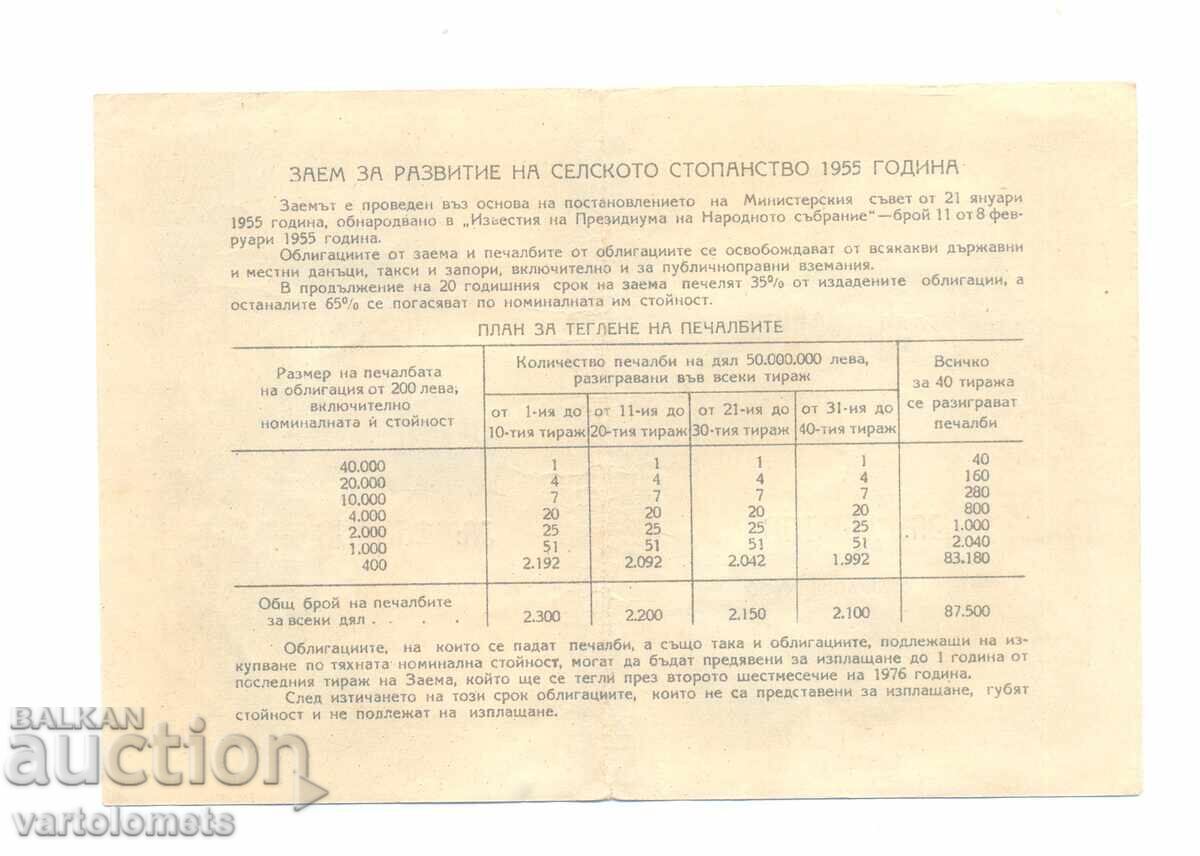 ЗАЕМ ЗА РАЗВИТИЕ НА СЕЛСКОТО СТОПАНСТВО 1955 ГОДИНА
Заемът е проведен въз основа на постановлението на Министерския съвет от 21 януари
1955 година, обнародвано в „Известия на Президиума на Народното събрание“—брой 11 от 8 фев-
руари 1955 година.
Облигациите от заема и печалбите от облигациите се освобождават от всякакви държавни
и местни данъци, такси и запори, включително и за публичноправни вземания.
В продължение на 20 годишния срок на заема печелят 35% от издадените облигации, а
останалите 65% се погасяват по номиналната им стойност.
ПЛАН ЗА ТЕГЛЕНЕ НА ПЕЧАЛБИТЕ
Размер на печалбата
на облигация от 200 лева,
включително
номиналната ѝ стойност
Количество печалби на дял 50.000.000 лева,
разигравани във всеки тираж
Всичко
за 40 тиража
се разиграват
печалби
от 1-ия до
10-тия тираж
от 11-ия до
20-тия тираж
от 21-ия до
30-тия тираж
от 31-ия до
40-тия тираж
40.000 1 1 1 1 40
20.000 4 4 4 4 160
10.000 7 7 7 7 280
4.000 20 20 20 20 800
2.000 25 25 25 25 1.000
1.000 51 51 51 51 2.040
400 2.192 2.092 2.042 1.992 83.180
Общ брой на печалбите
за всеки дял . . . . 2.300 2.200 2.150 2.100 87.500
Облигациите, на които се падат печалби, а също така и облигациите, подлежащи на из-
купване по тяхната номинална стойност, могат да бъдат предявени за изплащане до 1 година от
последния тираж на Заема, който ще се тегли през второто шестмесечие на 1976 година.
След изтичането на този срок облигациите, които не са представени за изплащане, губят
стойност и не подлежат на изплащане.
BALKAN
auction
vartolomets